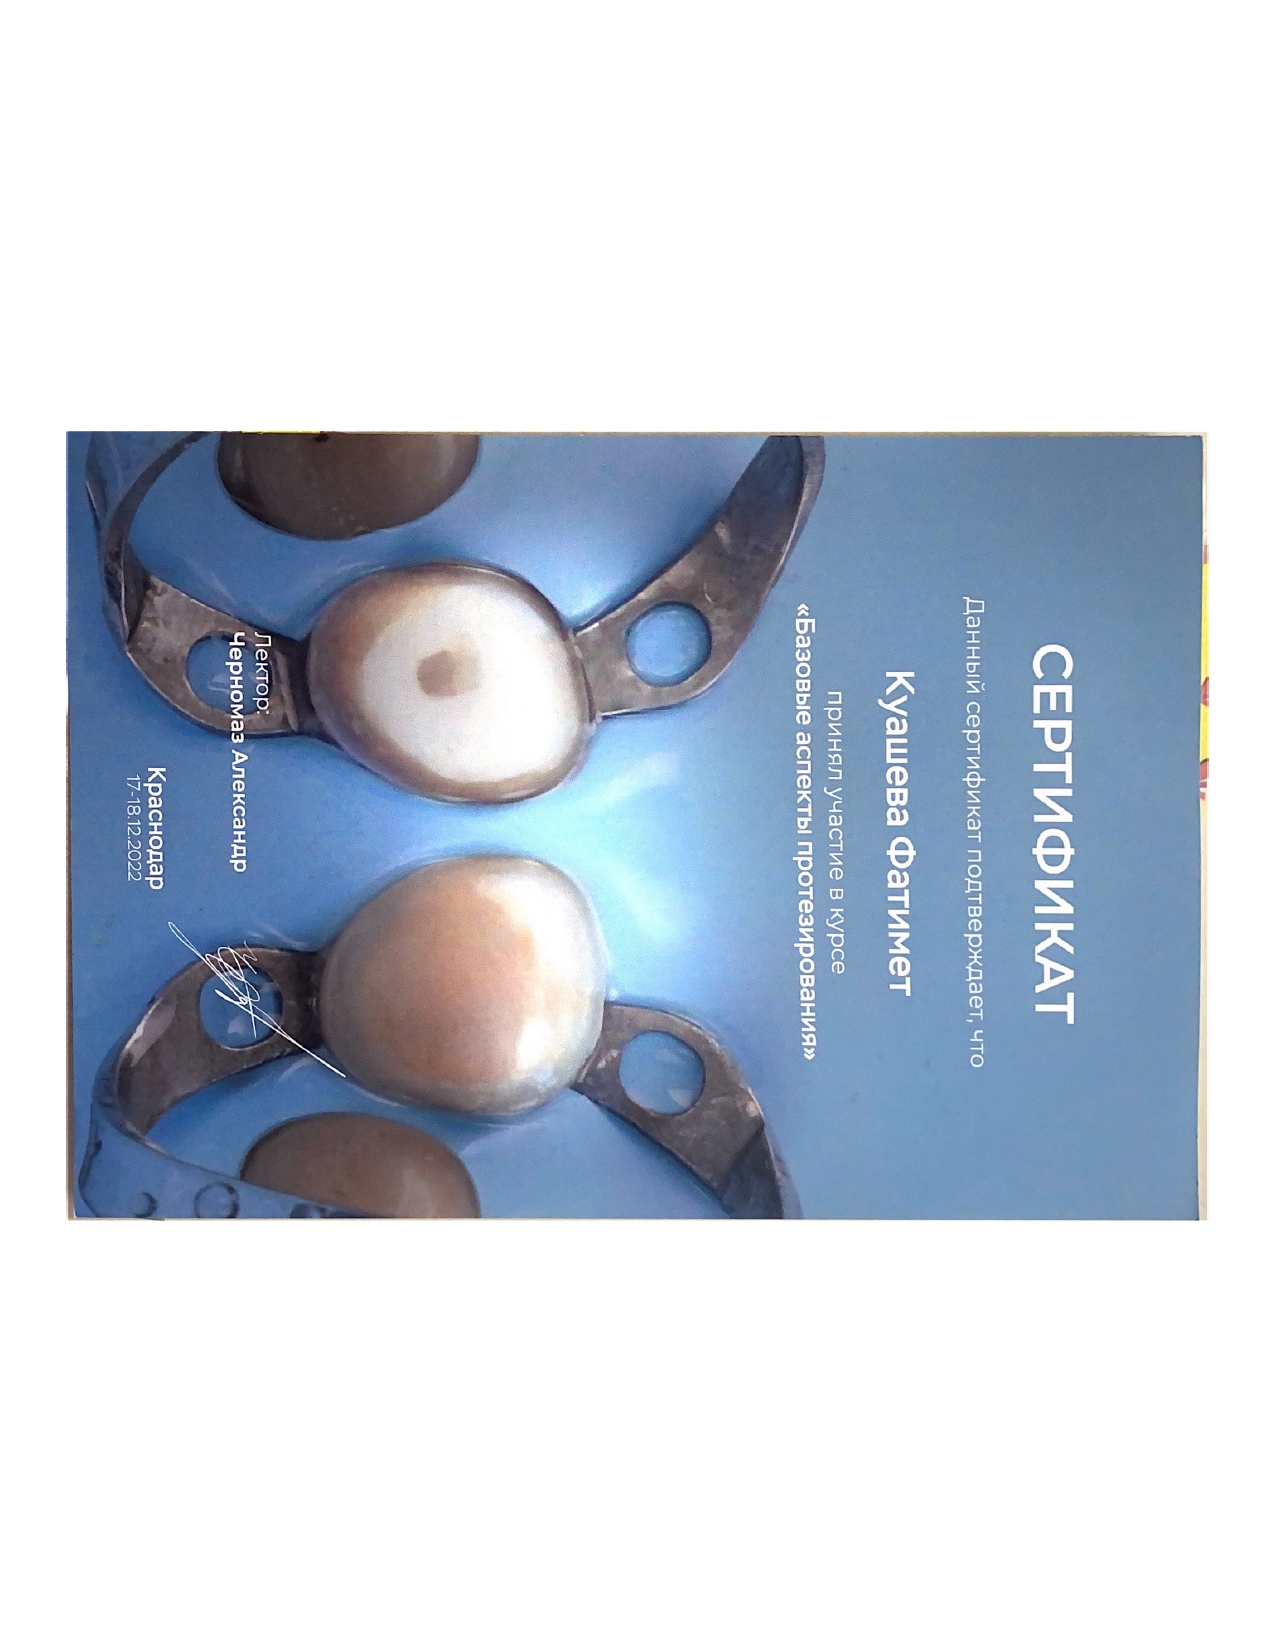 СЕРТИФИКАТ
Данный сертификат подтверждает, что
Куашева Фатимет
принял участие в курсе
«Базовые аспекты протезирования»
Лектор:
Черномаз Александр
Краснодар
17-18.12.2022